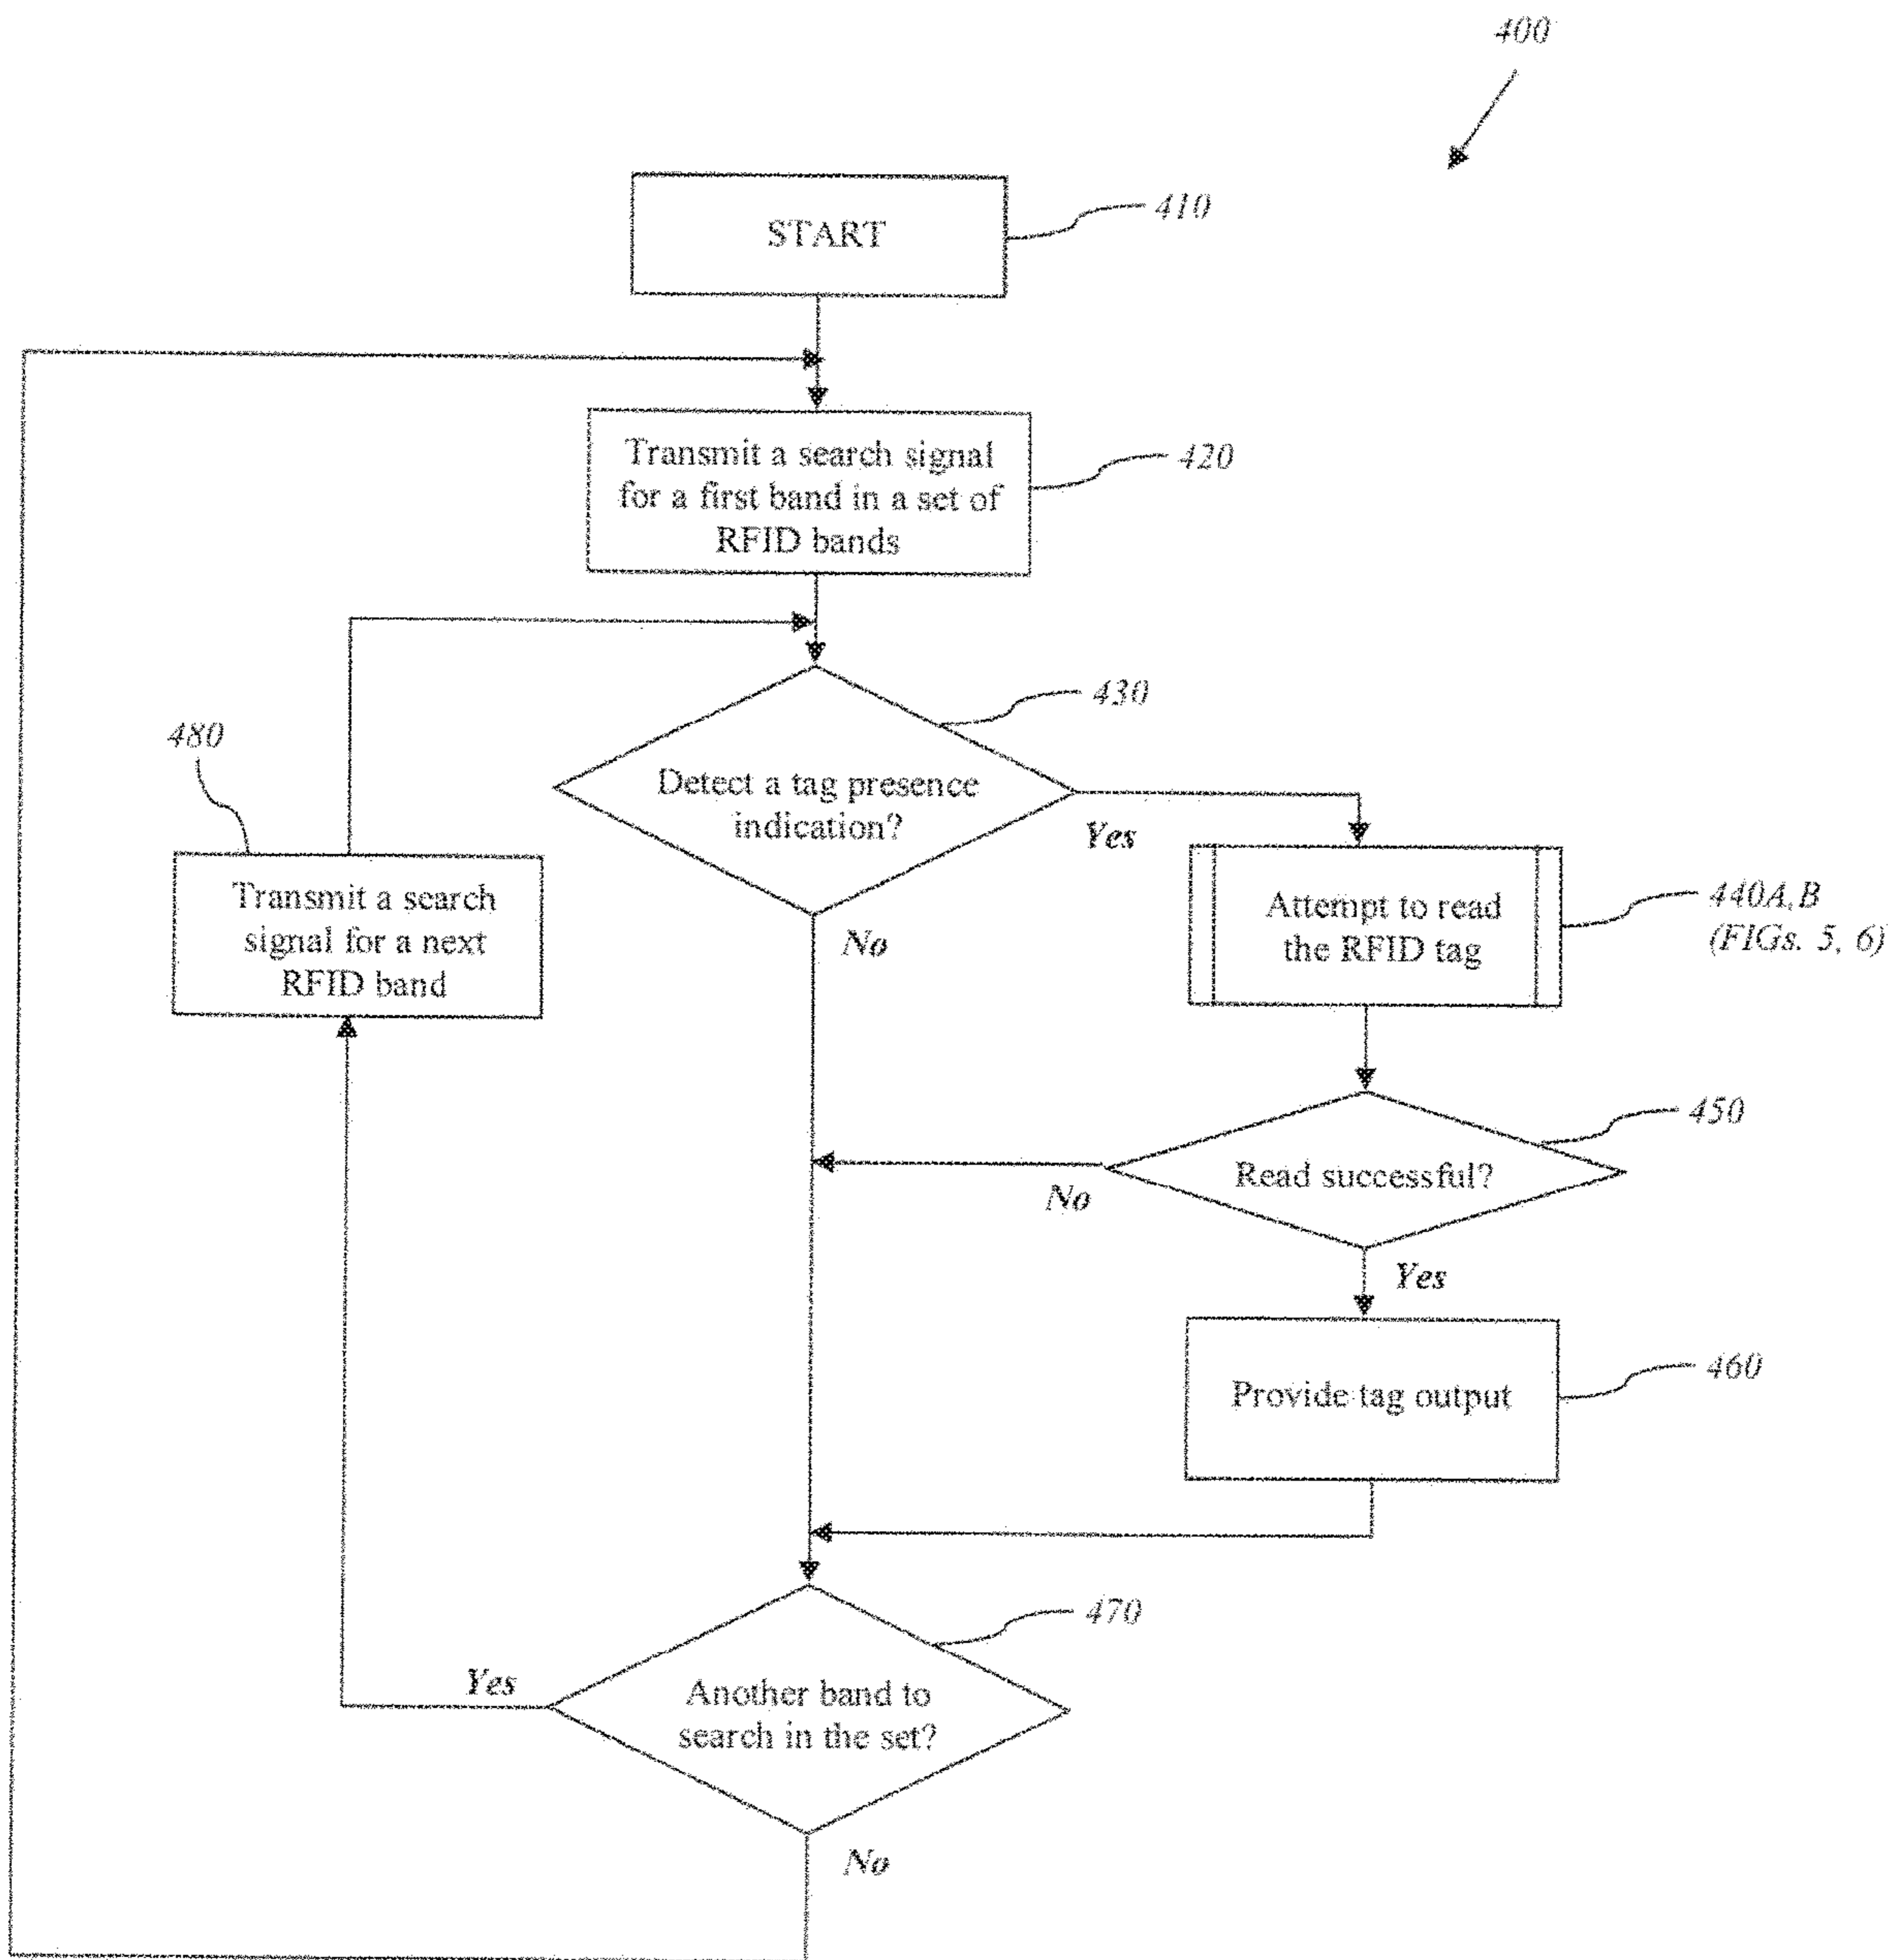 400
START
410
Transmit a search signal
for a first band in a set of
RFID bands
420
430
480
Detect a tag presence
indication?
Yes
No
Transmit a search
signal for a next
RFID band
Attempt to read
the RFID tag
440A,B
(FIGs. 5, 6)
450
Read successful?
No
Yes
Provide tag output
460
470
Yes
Another band to
search in the set?
No